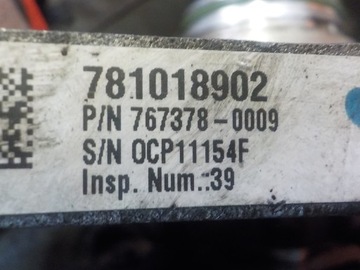 781018902
P/N 767378-0009
S/N OCP11154F
Insp. Num.:39